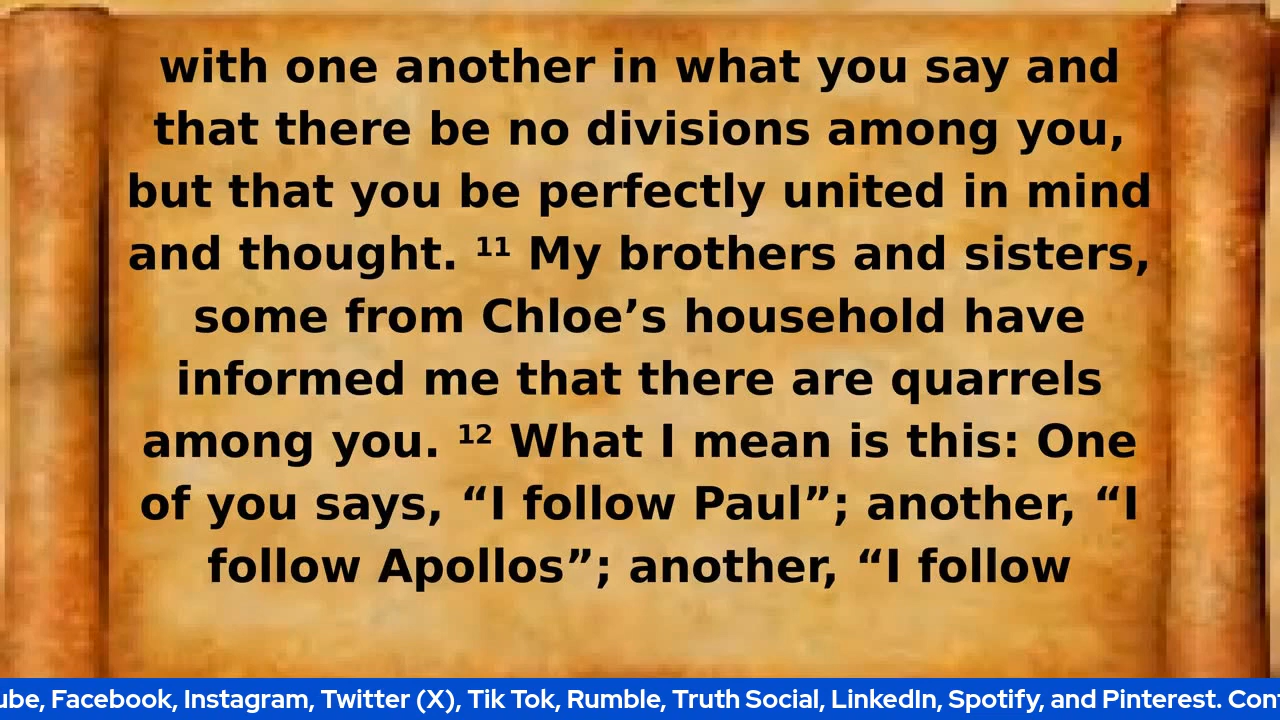 with one another in what you say and
that there be no divisions among you,
but that you be perfectly united in mind
and thought. ¹¹ My brothers and sisters,
some from Chloe’s household have
informed me that there are quarrels
among you. ¹² What I mean is this: One
of you says, “I follow Paul”; another, “I
follow Apollos”; another, “I follow
Facebook, Instagram, Twitter (X), Tik Tok, Rumble, Truth Social, LinkedIn, Spotify, and Pinterest.